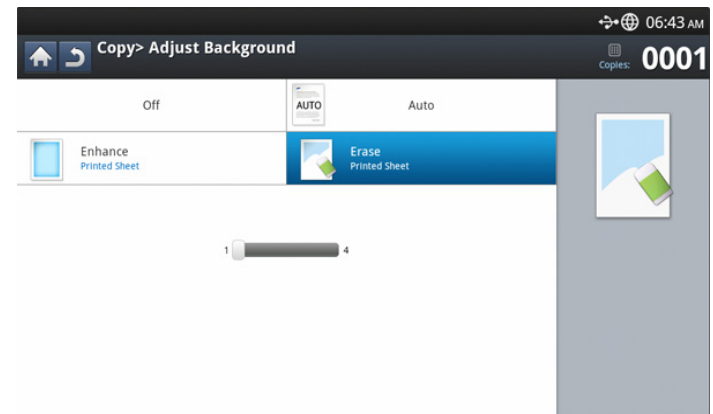 06:43 AM
Copy> Adjust Background
Copies: 0001
Off
AUTO
Auto
Enhance
Printed Sheet
Erase
Printed Sheet
1
4